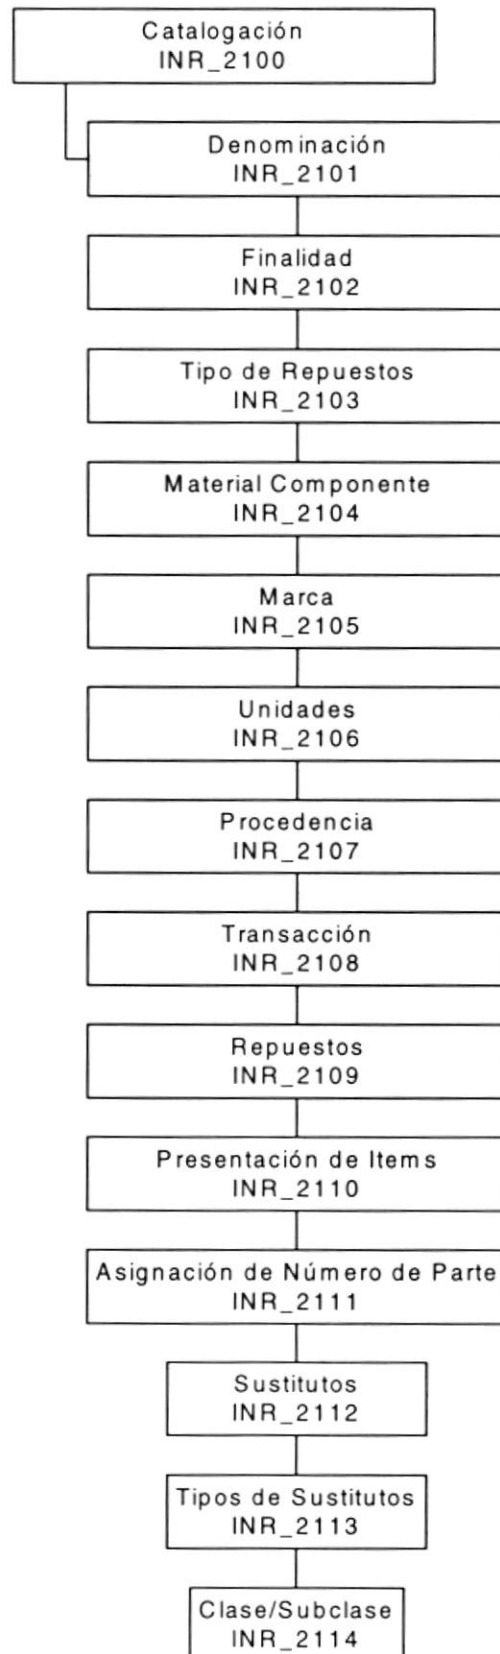 Catalogación
INR_2100
Denominación
INR_2101
Finalidad
INR_2102
Tipo de Repuestos
INR_2103
Material Componente
INR_2104
Marca
INR_2105
Unidades
INR_2106
Procedencia
INR_2107
Transacción
INR_2108
Repuestos
INR_2109
Presentación de Items
INR_2110
Asignación de Número de Parte
INR_2111
Sustitutos
INR_2112
Tipos de Sustitutos
INR_2113
Clase/Subclase
INR_2114